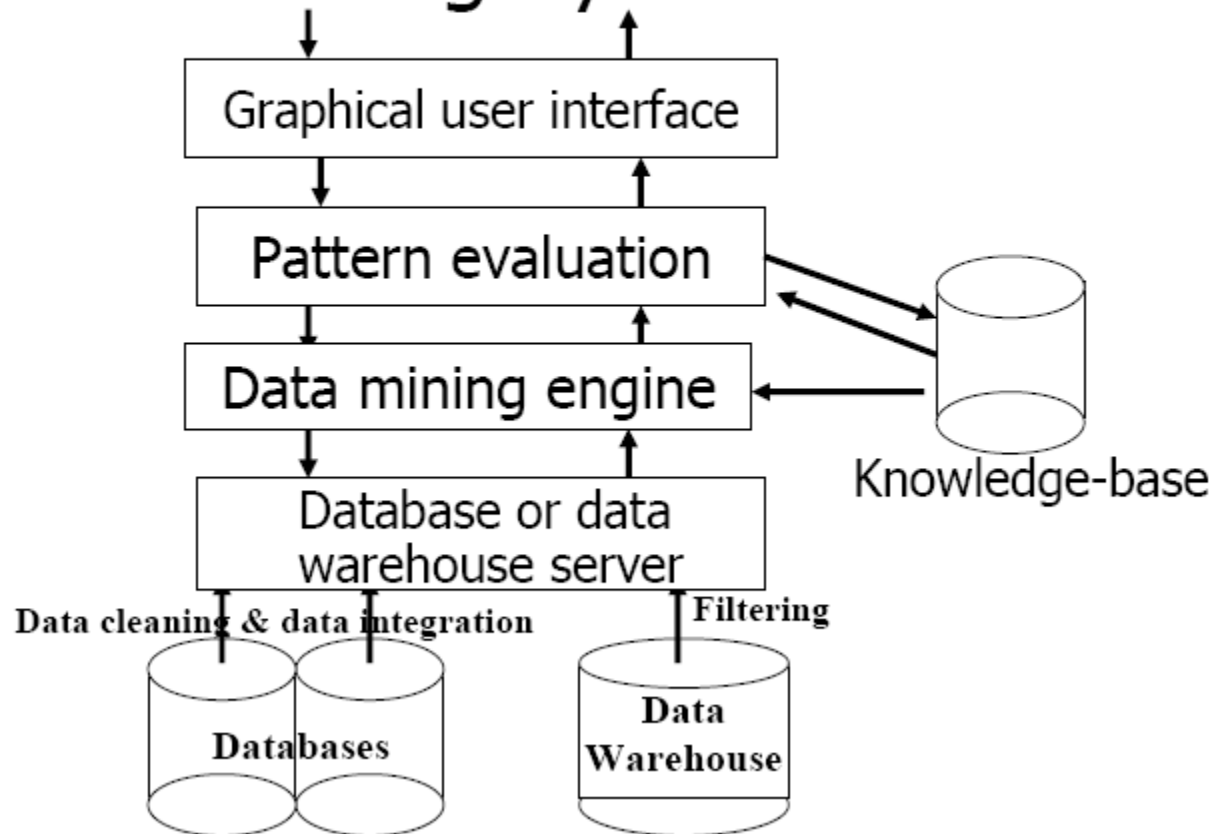 Graphical user interface
Pattern evaluation
Data mining engine
Knowledge-base
Database or data
warehouse server
Data cleaning & data integration
Filtering
Databases
Data
Warehouse